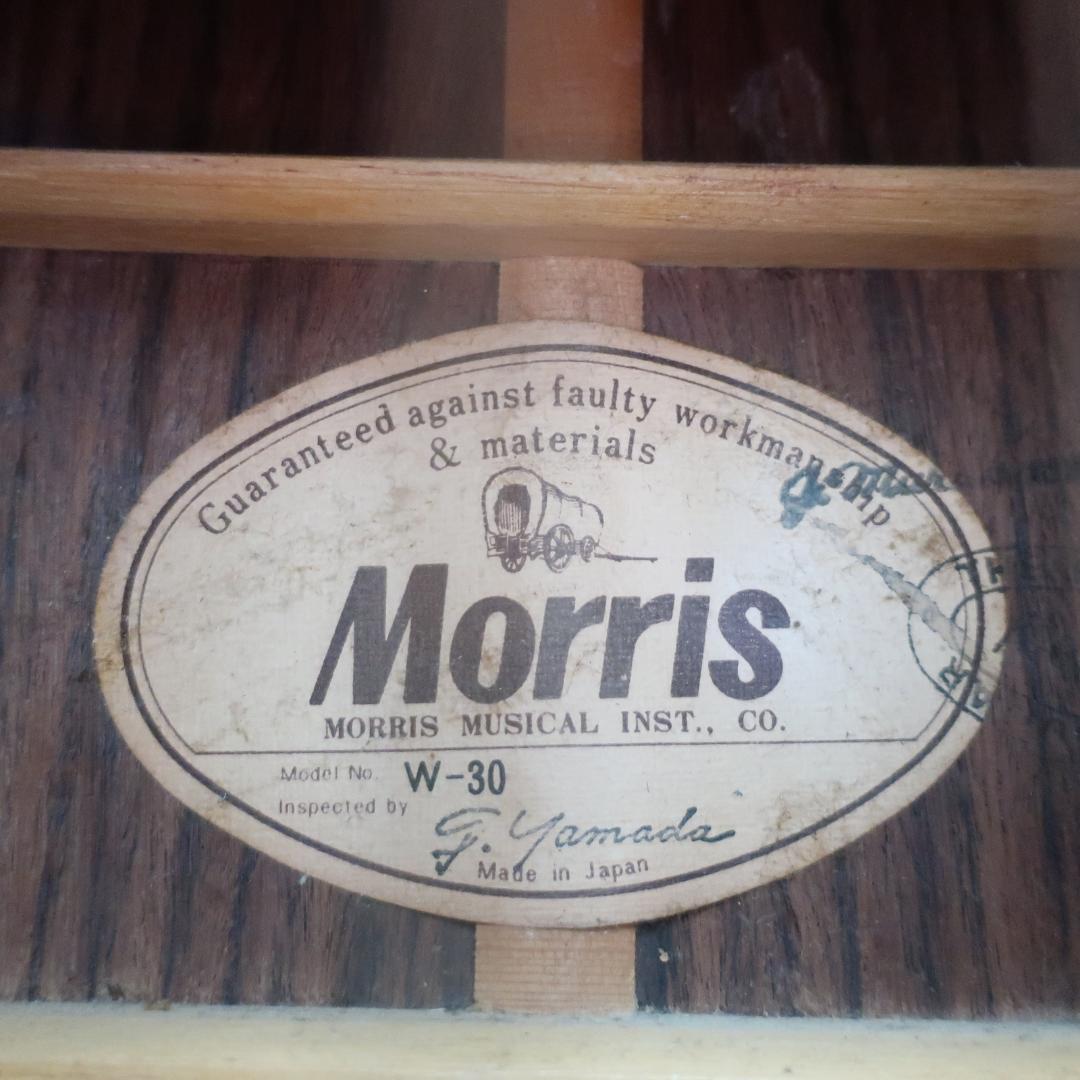 Guaranteed against faulty workmanship
& materials
Morris
MORRIS MUSICAL INST., CO.
Model No. W-30
Inspected by
G. Yamada
Made in Japan